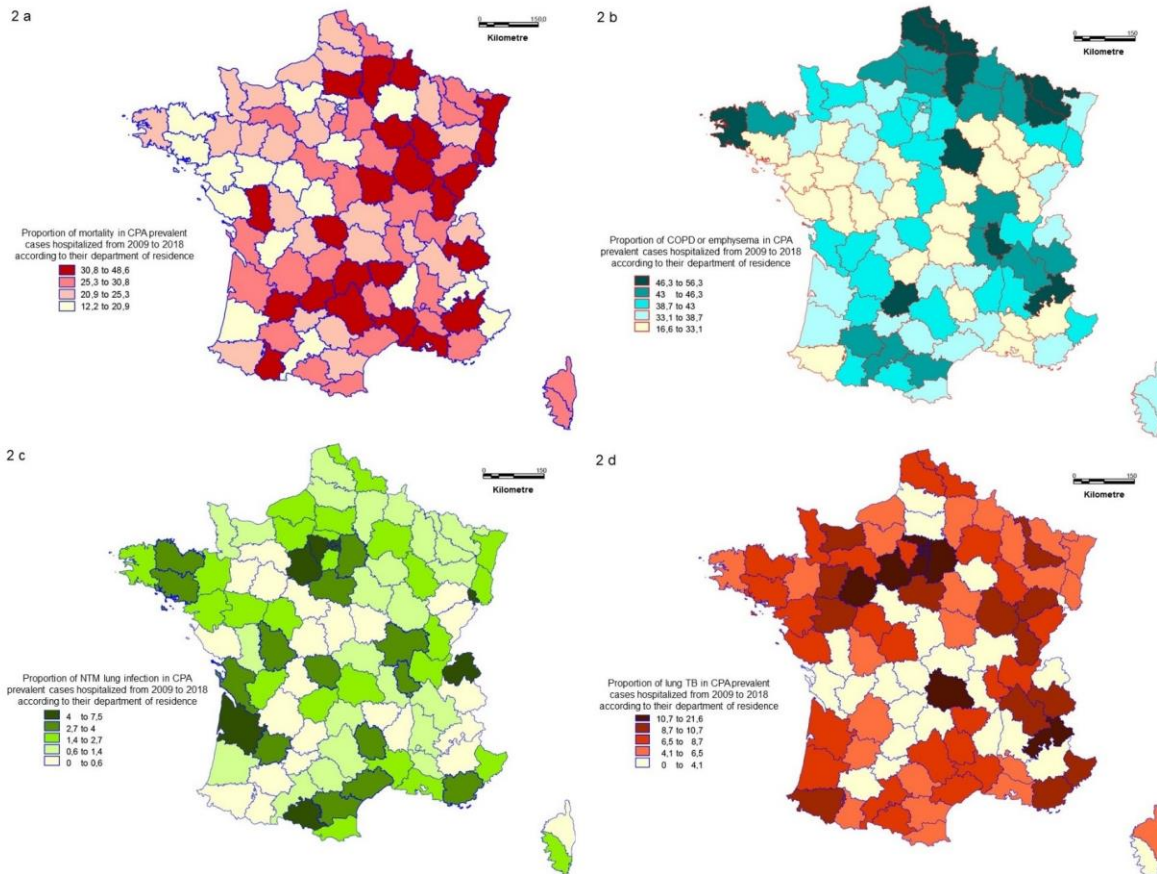 2 a
0 150,0
Kilometre
Proportion of mortality in CPA prevalent
cases hospitalized from 2009 to 2018
according to their department of residence
30,8 to 48,6
25,3 to 30,8
20,9 to 25,3
12,2 to 20,9
2 b
0 150
Kilometre
Proportion of COPD or emphysema in CPA
prevalent cases hospitalized from 2009 to 2018
according to their department of residence
46,3 to 56,3
43 to 46,3
38,7 to 43
33,1 to 38,7
16,6 to 33,1
2 c
0 150
Kilometre
Proportion of NTM lung infection in CPA
prevalent cases hospitalized from 2009 to 2018
according to their department of residence
4 to 7,5
2,7 to 4
1,4 to 2,7
0,6 to 1,4
0 to 0,6
2 d
0 150
Kilometre
Proportion of lung TB in CPA prevalent
cases hospitalized from 2009 to 2018
according to their department of residence
10,7 to 21,6
8,7 to 10,7
6,5 to 8,7
4,1 to 6,5
0 to 4,1